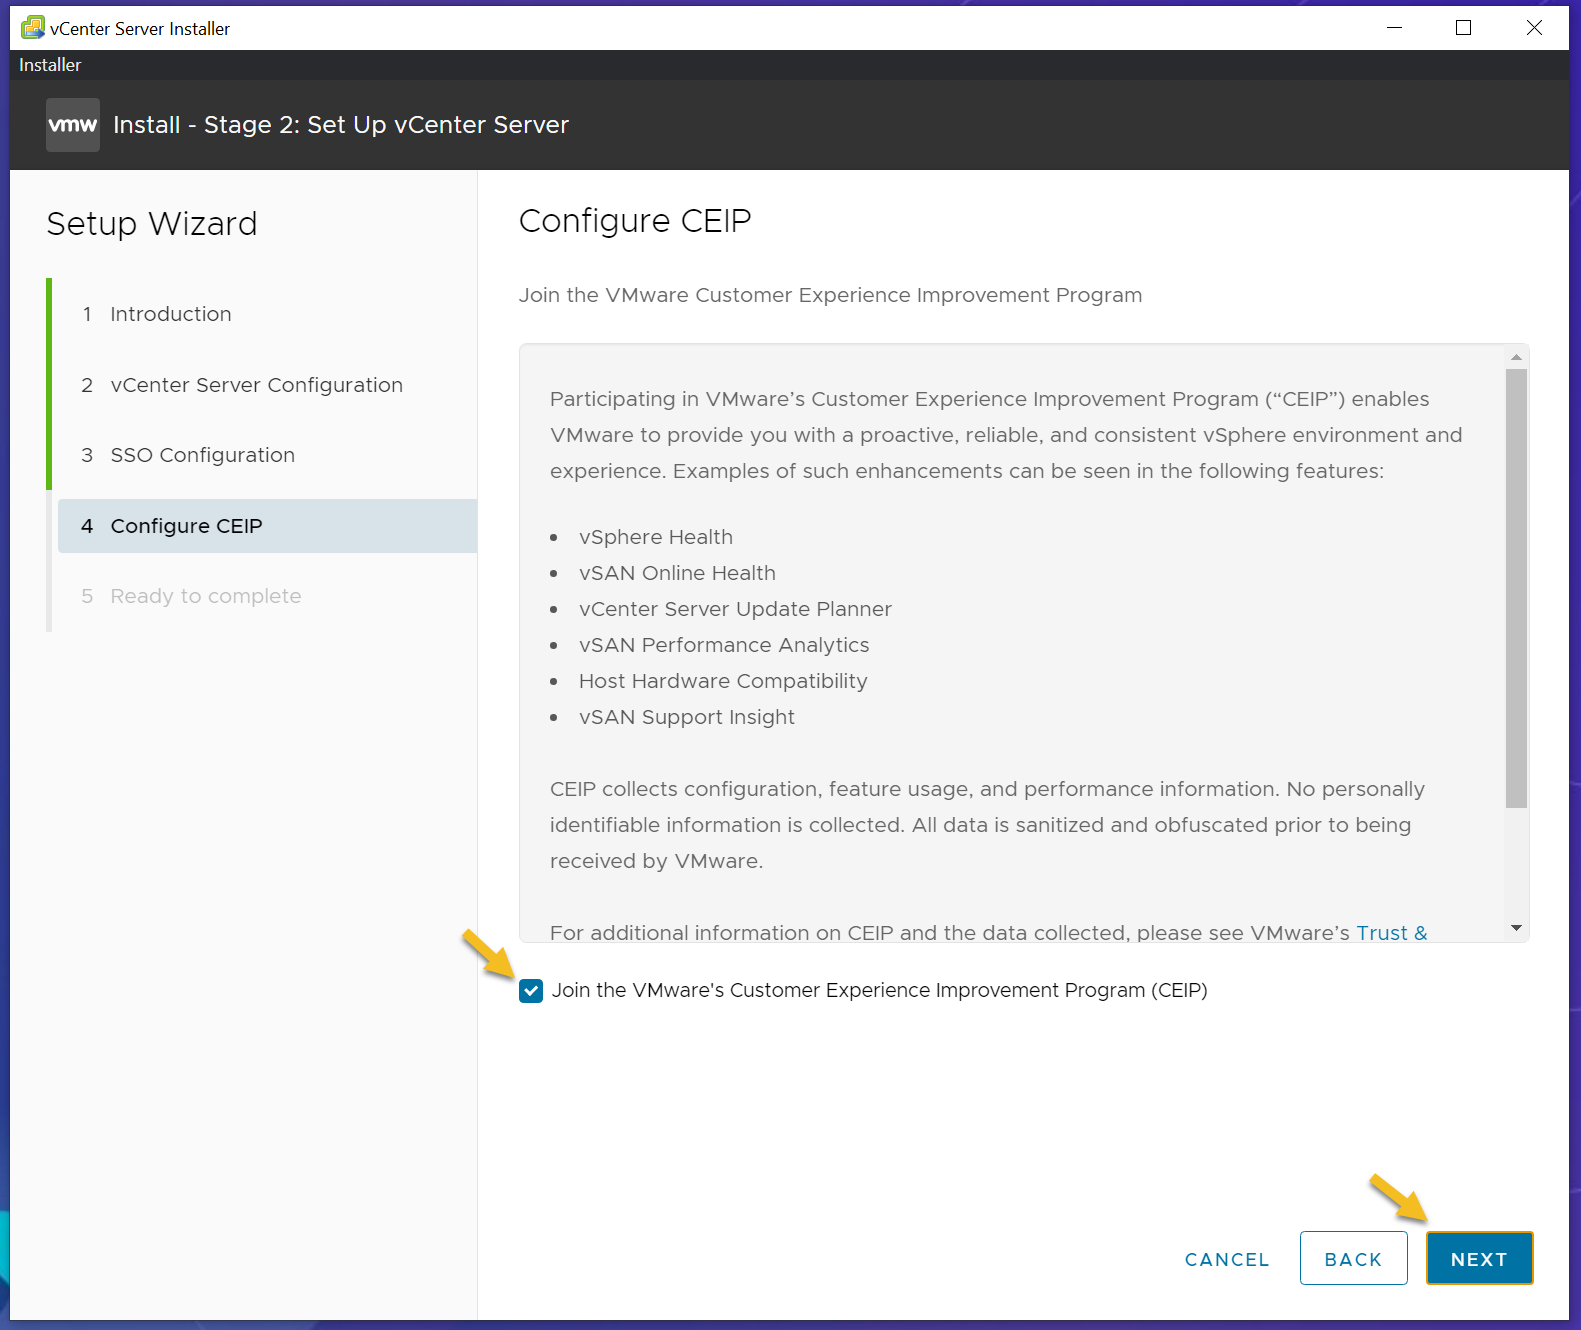 vCenter Server Installer
Installer
vmw
Install - Stage 2: Set Up vCenter Server
Setup Wizard
1 Introduction
2 vCenter Server Configuration
3 SSO Configuration
4 Configure CEIP
5 Ready to complete
Configure CEIP
Join the VMware Customer Experience Improvement Program
Participating in VMware’s Customer Experience Improvement Program (“CEIP”) enables
VMware to provide you with a proactive, reliable, and consistent vSphere environment and
experience. Examples of such enhancements can be seen in the following features:
• vSphere Health
• vSAN Online Health
• vCenter Server Update Planner
• vSAN Performance Analytics
• Host Hardware Compatibility
• vSAN Support Insight
CEIP collects configuration, feature usage, and performance information. No personally
identifiable information is collected. All data is sanitized and obfuscated prior to being
received by VMware.
For additional information on CEIP and the data collected, please see VMware’s Trust &
Join the VMware's Customer Experience Improvement Program (CEIP)
CANCEL
BACK
NEXT